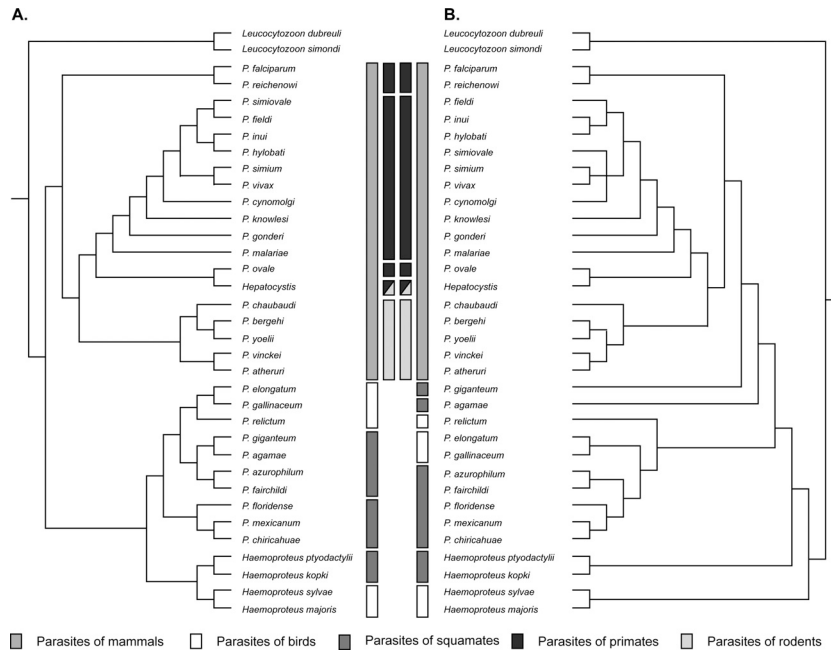 A.
Leucocytozoon dubreuli
Leucocytozoon simondi
P. falciparum
P. reichenowi
P. simiovale
P. fieldi
P. inui
P. hylobati
P. simium
P. vivax
P. cynomolgi
P. knowlesi
P. gonderi
P. malariae
P. ovale
Hepatocystis
P. chaubaudi
P. bergehi
P. yoelii
P. vinckei
P. atheruri
P. elongatum
P. gallinaceum
P. relictum
P. giganteum
P. agamae
P. azurophilum
P. fairchildi
P. floridense
P. mexicanum
P. chiricahuae
Haemoproteus ptyodactylii
Haemoproteus kopki
Haemoproteus sylvae
Haemoproteus majoris
B.
Leucocytozoon dubreuli
Leucocytozoon simondi
P. falciparum
P. reichenowi
P. fieldi
P. inui
P. hylobati
P. simiovale
P. simium
P. vivax
P. cynomolgi
P. knowlesi
P. gonderi
P. malariae
P. ovale
Hepatocystis
P. chaubaudi
P. bergehi
P. yoelii
P. vinckei
P. atheruri
P. giganteum
P. agamae
P. relictum
P. elongatum
P. gallinaceum
P. azurophilum
P. fairchildi
P. floridense
P. mexicanum
P. chiricahuae
Haemoproteus ptyodactylii
Haemoproteus kopki
Haemoproteus sylvae
Haemoproteus majoris
Parasites of mammals
Parasites of birds
Parasites of squamates
Parasites of primates
Parasites of rodents